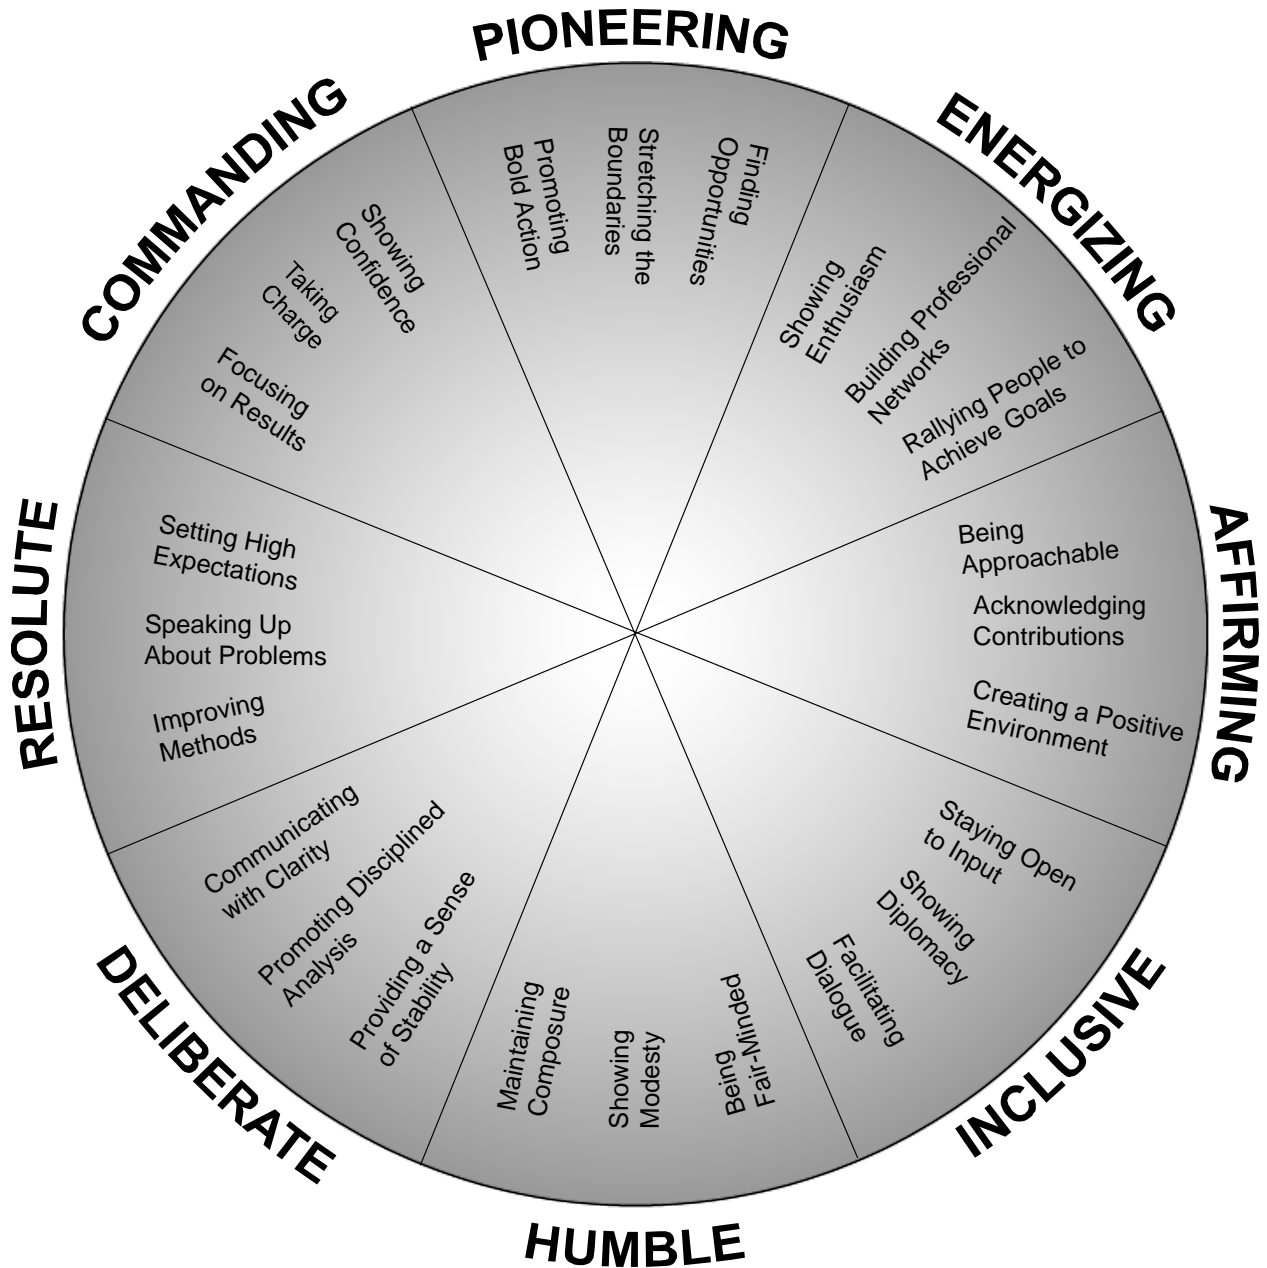 PIONEERING
Promoting
Bold Action
Stretching the
Boundaries
Finding
Opportunities
ENERGIZING
Showing
Enthusiasm
Building Professional
Networks
Rallying People to
Achieve Goals
AFFIRMING
Being
Approachable
Acknowledging
Contributions
Creating a Positive
Environment
INCLUSIVE
Staying Open
to Input
Showing
Diplomacy
Facilitating
Dialogue
HUMBLE
Being
Fair-Minded
Showing
Modesty
Maintaining
Composure
DELIBERATE
Providing a Sense
of Stability
Promoting Disciplined
Analysis
Communicating
with Clarity
RESOLUTE
Improving
Methods
Speaking Up
About Problems
Setting High
Expectations
COMMANDING
Focusing
on Results
Taking
Charge
Showing
Confidence